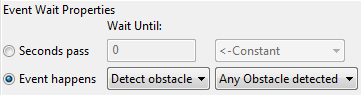 Event Wait Properties
Wait Until:
Seconds pass 0 <-Constant
Event happens Detect obstacle Any Obstacle detected